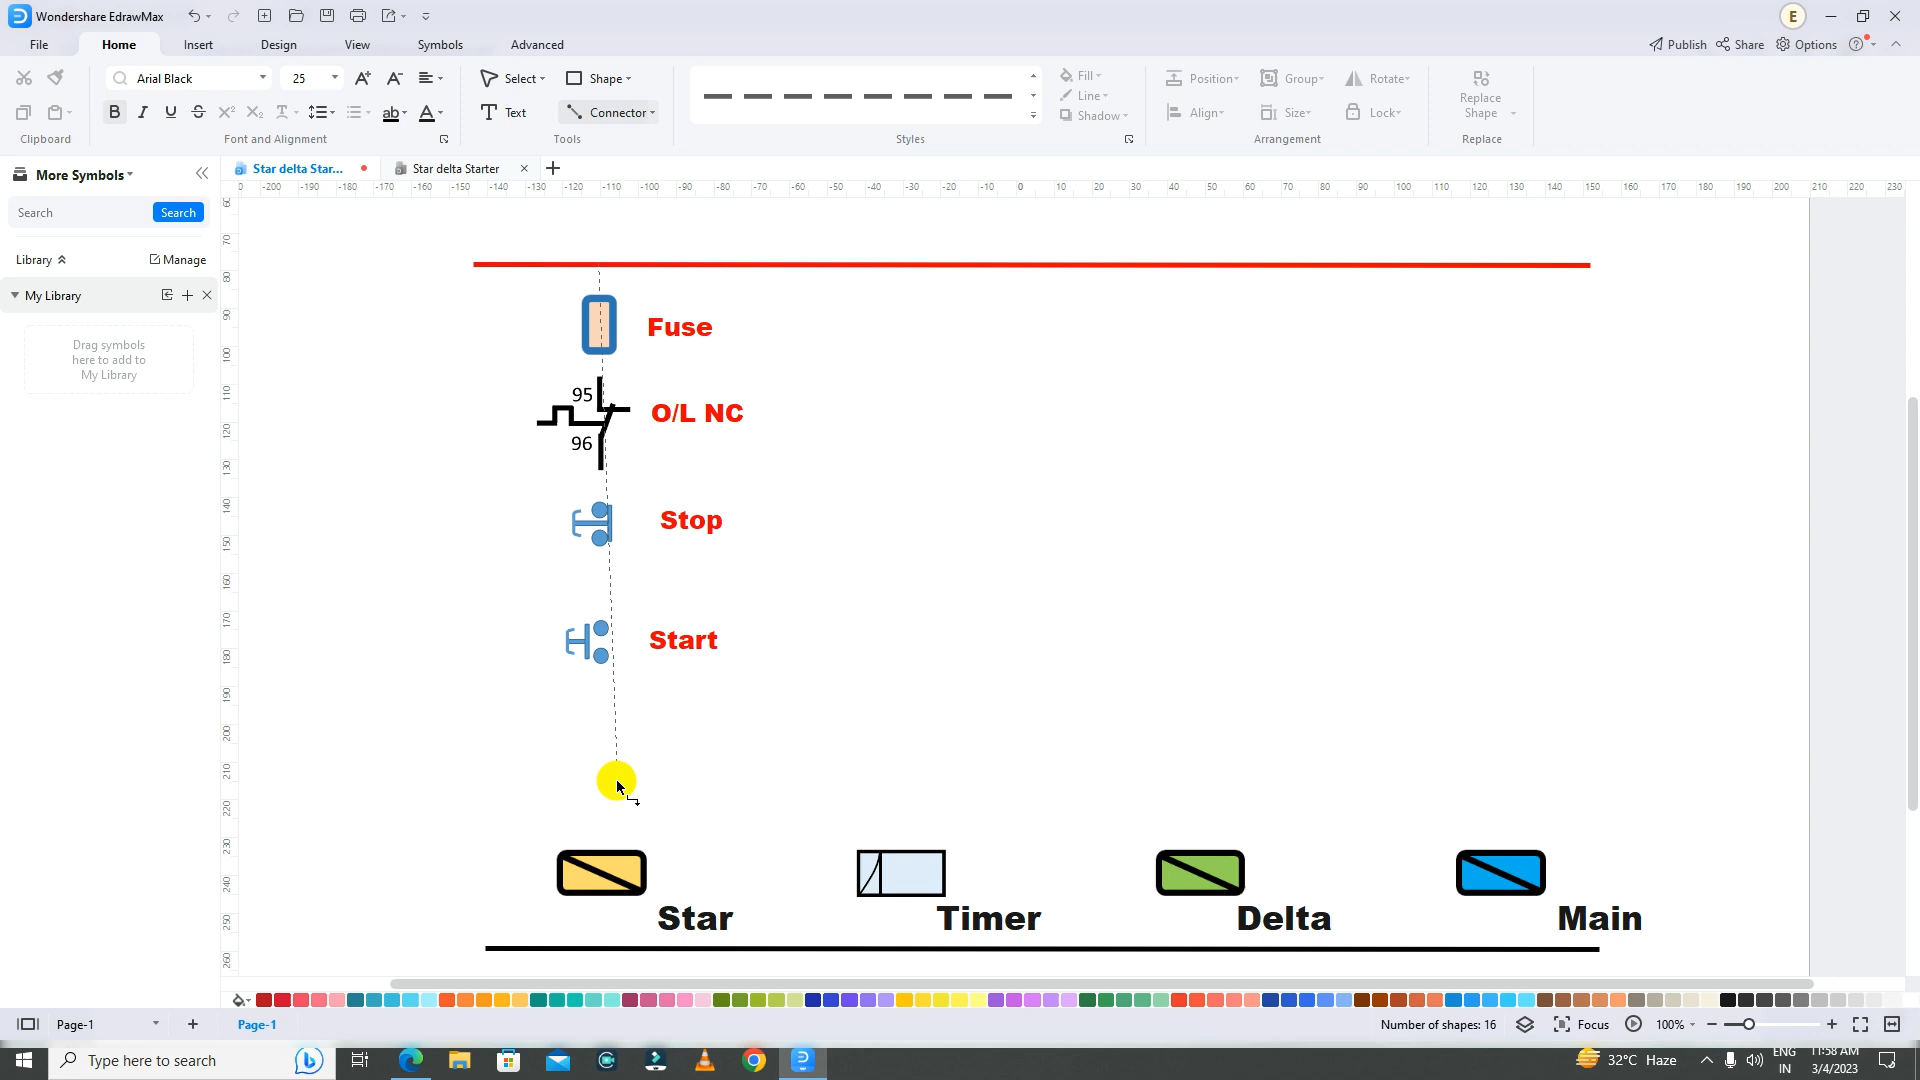 Wondershare EdrawMax
E
File Home Insert Design View Symbols Advanced
Publish Share Options
Arial Black 25
Select Shape
Text Connector
Fill
Line
Shadow
Position Group Rotate
Align Size Lock
Replace
Shape
Clipboard Font and Alignment Tools Styles Arrangement Replace
More Symbols
Star delta Star... Star delta Starter
Search Search
Library Manage
My Library
Drag symbols
here to add to
My Library
Fuse
95
O/L NC
96
Stop
Start
Star Timer Delta Main
Page-1 Page-1 Number of shapes: 16 Focus 100%
Type here to search
32°C Haze
ENG
IN
11:58 AM
3/4/2023